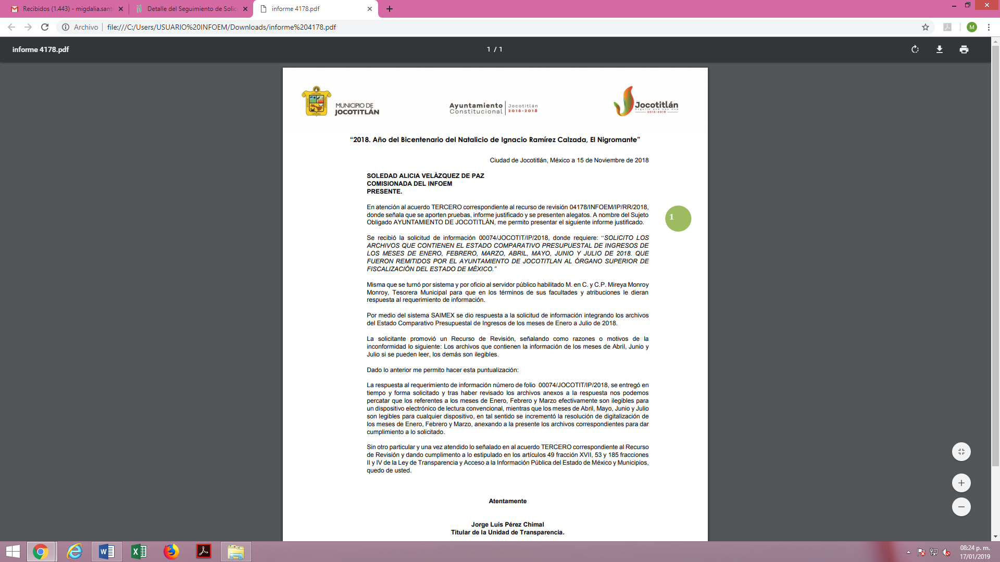 Recibidos (1.443) - migdalia.sant
Detalle del Seguimiento de Solici
informe 4178.pdf
Archivo
file:///C:/Users/USUARIO%20INFOEM/Downloads/informe%204178.pdf
M
informe 4178.pdf
1 / 1
MUNICIPIO DE
JOCOTITLÁN
Ayuntamiento
Constitucional
Jocotitlán
2016-2018
Jocotitlán
2016-2018
“2018. Año del Bicentenario del Natalicio de Ignacio Ramírez Calzada, El Nigromante”
Ciudad de Jocotitlán, México a 15 de Noviembre de 2018
SOLEDAD ALICIA VELÀZQUEZ DE PAZ
COMISIONADA DEL INFOEM
PRESENTE.
En atención al acuerdo TERCERO correspondiente al recurso de revisión 04178/INFOEM/IP/RR/2018,
donde señala que se aporten pruebas, informe justificado y se presenten alegatos. A nombre del Sujeto
Obligado AYUNTAMIENTO DE JOCOTITLÀN, me permito presentar el siguiente informe justificado.
1
Se recibió la solicitud de información 00074/JOCOTIT/IP/2018, donde requiere: “SOLICITO LOS
ARCHIVOS QUE CONTIENEN EL ESTADO COMPARATIVO PRESUPUESTAL DE INGRESOS DE
LOS MESES DE ENERO, FEBRERO, MARZO, ABRIL, MAYO, JUNIO Y JULIO DE 2018. QUE
FUERON REMITIDOS POR EL AYUNTAMIENTO DE JOCOTITLAN AL ÓRGANO SUPERIOR DE
FISCALIZACIÓN DEL ESTADO DE MÉXICO.”
Misma que se turnó por sistema y por oficio al servidor público habilitado M. en C. y C.P. Mireya Monroy
Monroy, Tesorera Municipal para que en los términos de sus facultades y atribuciones le dieran
respuesta al requerimiento de información.
Por medio del sistema SAIMEX se dio respuesta a la solicitud de información integrando los archivos
del Estado Comparativo Presupuestal de Ingresos de los meses de Enero a Julio de 2018.
La solicitante promovió un Recurso de Revisión, señalando como razones o motivos de la
inconformidad lo siguiente: Los archivos que contienen la información de los meses de Abril, Junio y
Julio si se pueden leer, los demás son ilegibles.
Dado lo anterior me permito hacer esta puntualización:
La respuesta al requerimiento de información número de folio 00074/JOCOTIT/IP/2018, se entregó en
tiempo y forma solicitado y tras haber revisado los archivos anexos a la respuesta nos podemos
percatar que los referentes a los meses de Enero, Febrero y Marzo efectivamente son ilegibles para
un dispositivo electrónico de lectura convencional, mientras que los meses de Abril, Mayo, Junio y Julio
son legibles para cualquier dispositivo, en tal sentido se incrementó la resolución de digitalización de
los meses de Enero, Febrero y Marzo, anexando a la presente los archivos correspondientes para dar
cumplimiento a lo solicitado.
Sin otro particular y una vez atendido lo señalado en al acuerdo TERCERO correspondiente al Recurso
de Revisión y dando cumplimento a lo estipulado en los artículos 49 fracción XVII, 53 y 185 fracciones
II y IV de la Ley de Transparencia y Acceso a la Información Pública del Estado de México y Municipios,
quedo de usted.
Atentamente
Jorge Luis Pérez Chimal
Titular de la Unidad de Transparencia.
08:24 p. m.
17/01/2019